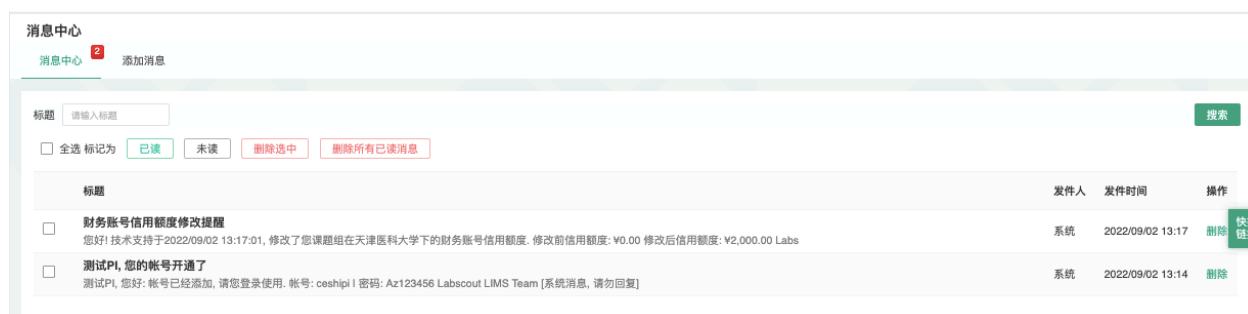 消息中心
消息中心 2 添加消息
标题 请输入标题 搜索
全选 标记为 已读 未读 删除选中 删除所有已读消息
标题 发件人 发件时间 操作
财务账号信用额度修改提醒
您好! 技术支持于2022/09/02 13:17:01, 修改了您课题组在天津医科大学下的财务账号信用额度. 修改前信用额度: ¥0.00 修改后信用额度: ¥2,000.00 Labs
系统 2022/09/02 13:17 删除
测试PI, 您的帐号开通了
测试PI, 您好: 帐号已经添加, 请您登录使用. 帐号: ceshipi | 密码: Az123456 Labscout LIMS Team [系统消息, 请勿回复]
系统 2022/09/02 13:14 删除